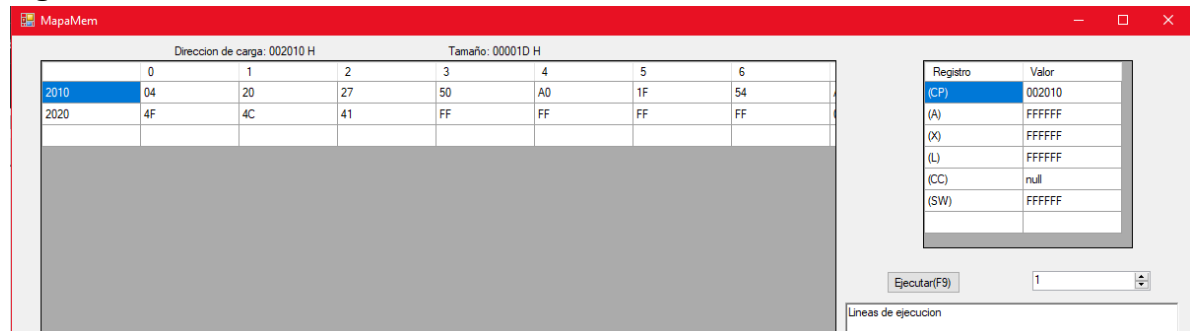 MapaMem
Direccion de carga: 002010 H Tamaño: 00001D H
0 1 2 3 4 5 6
2010 04 20 27 50 A0 1F 54
2020 4F 4C 41 FF FF FF FF
Registro Valor
(CP) 002010
(A) FFFFFF
(X) FFFFFF
(L) FFFFFF
(CC) null
(SW) FFFFFF
Ejecutar(F9) 1
Lineas de ejecucion